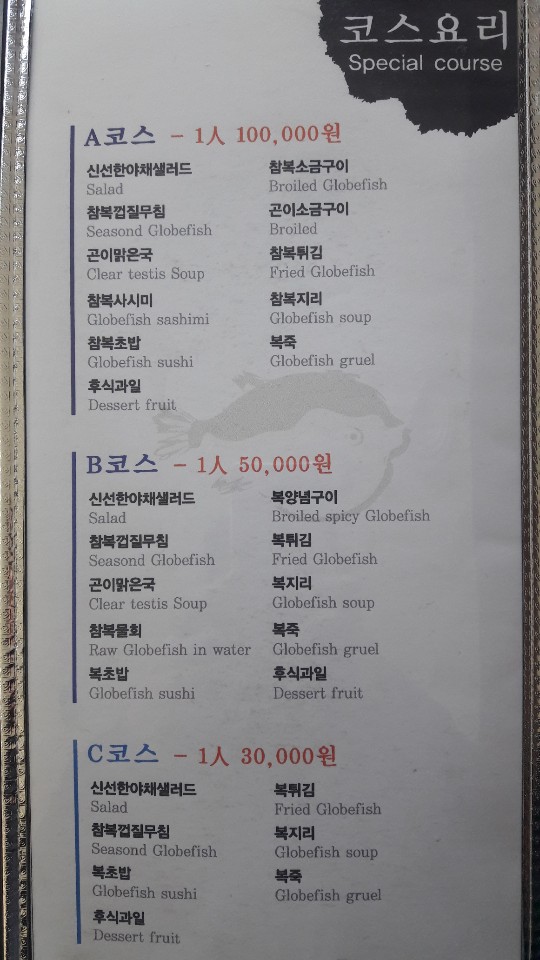 코스요리
Special course
A코스 - 1人 100,000원
신선한야채샐러드
Salad
참복껍질무침
Seasond Globefish
곤이맑은국
Clear testis Soup
참복사시미
Globefish sashimi
참복초밥
Globefish sushi
후식과일
Dessert fruit
참복소금구이
Broiled Globefish
곤이소금구이
Broiled
참복튀김
Fried Globefish
참복지리
Globefish soup
복죽
Globefish gruel
B코스 - 1人 50,000원
신선한야채샐러드
Salad
참복껍질무침
Seasond Globefish
곤이맑은국
Clear testis Soup
참복물회
Raw Globefish in water
복초밥
Globefish sushi
복양념구이
Broiled spicy Globefish
복튀김
Fried Globefish
복지리
Globefish soup
복죽
Globefish gruel
후식과일
Dessert fruit
C코스 - 1人 30,000원
신선한야채샐러드
Salad
참복껍질무침
Seasond Globefish
복초밥
Globefish sushi
후식과일
Dessert fruit
복튀김
Fried Globefish
복지리
Globefish soup
복죽
Globefish gruel